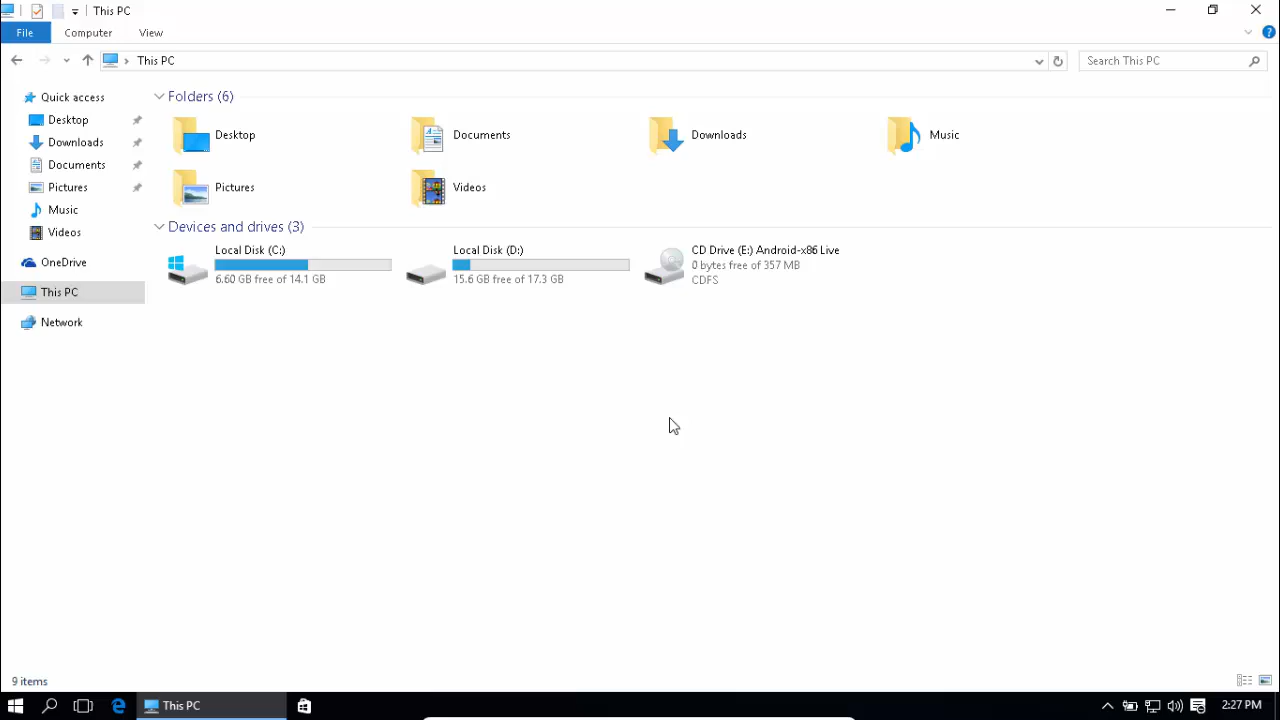 This PC
File
Computer
View
This PC
Search This PC
Quick access
Desktop
Downloads
Documents
Pictures
Music
Videos
OneDrive
This PC
Network
Folders (6)
Desktop
Documents
Downloads
Music
Pictures
Videos
Devices and drives (3)
Local Disk (C:)
6.60 GB free of 14.1 GB
Local Disk (D:)
15.6 GB free of 17.3 GB
CD Drive (E:) Android-x86 Live
0 bytes free of 357 MB
CDFS
9 items
This PC
2:27 PM